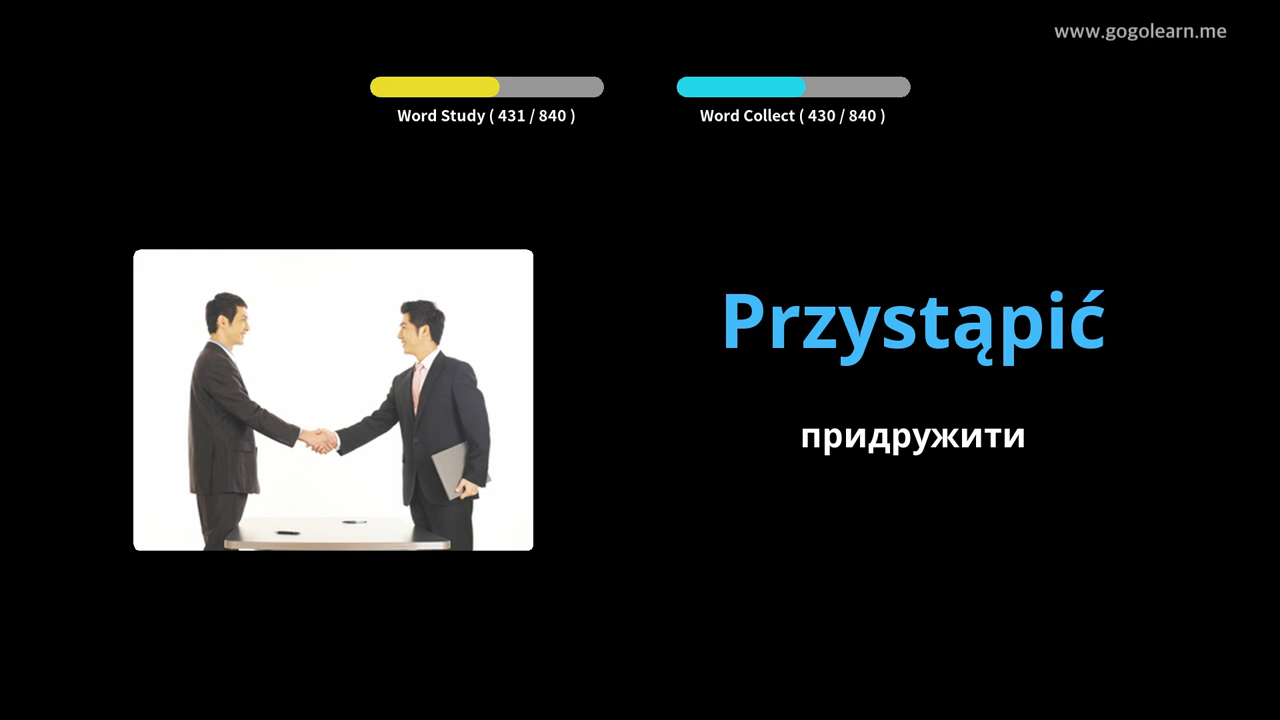 www.gogolearn.me
Word Study ( 431 / 840 )
Word Collect ( 430 / 840 )
Przystąpić
придружити